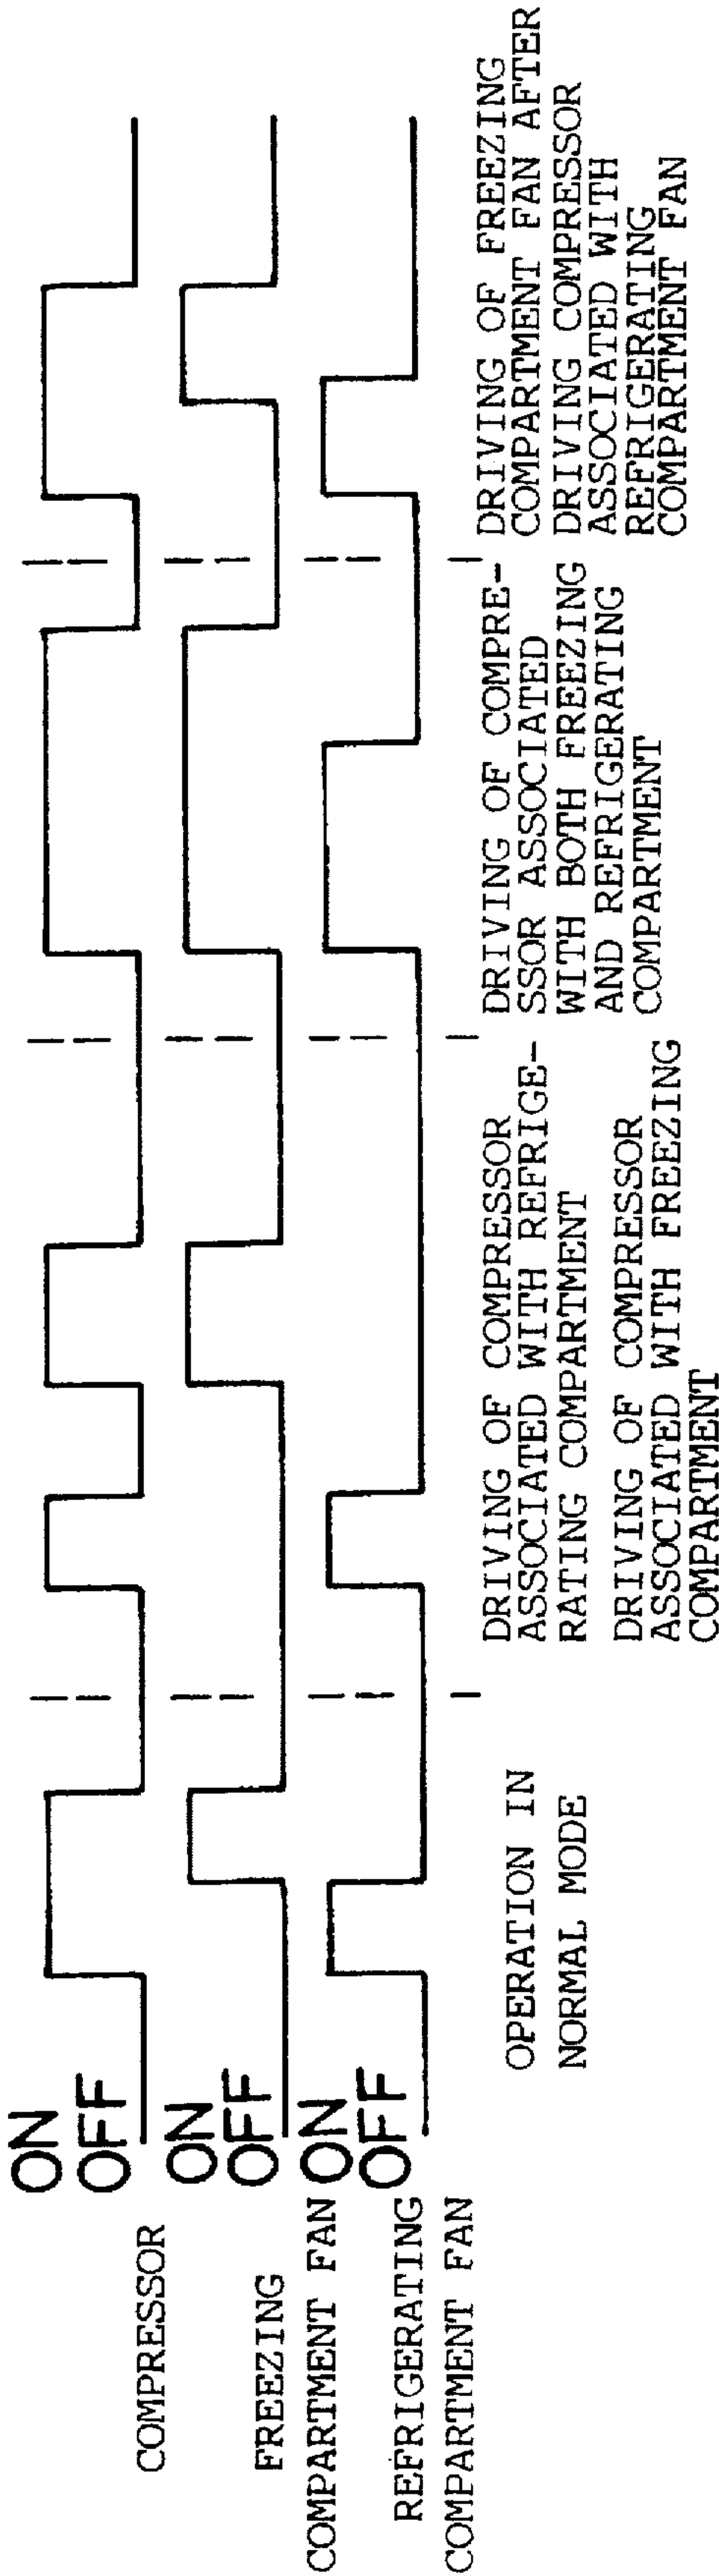 ON
OFF
COMPRESSOR
ON
OFF
FREEZING
COMPARTMENT FAN
ON
OFF
REFRIGERATING
COMPARTMENT FAN
OPERATION IN
NORMAL MODE
DRIVING OF COMPRESSOR
ASSOCIATED WITH REFRIGE-
RATING COMPARTMENT
DRIVING OF COMPRESSOR
ASSOCIATED WITH FREEZING
COMPARTMENT
DRIVING OF COMPRE-
SSOR ASSOCIATED
WITH BOTH FREEZING
AND REFRIGERATING
COMPARTMENT
DRIVING OF FREEZING
COMPARTMENT FAN AFTER
DRIVING COMPRESSOR
ASSOCIATED WITH
REFRIGERATING
COMPARTMENT FAN